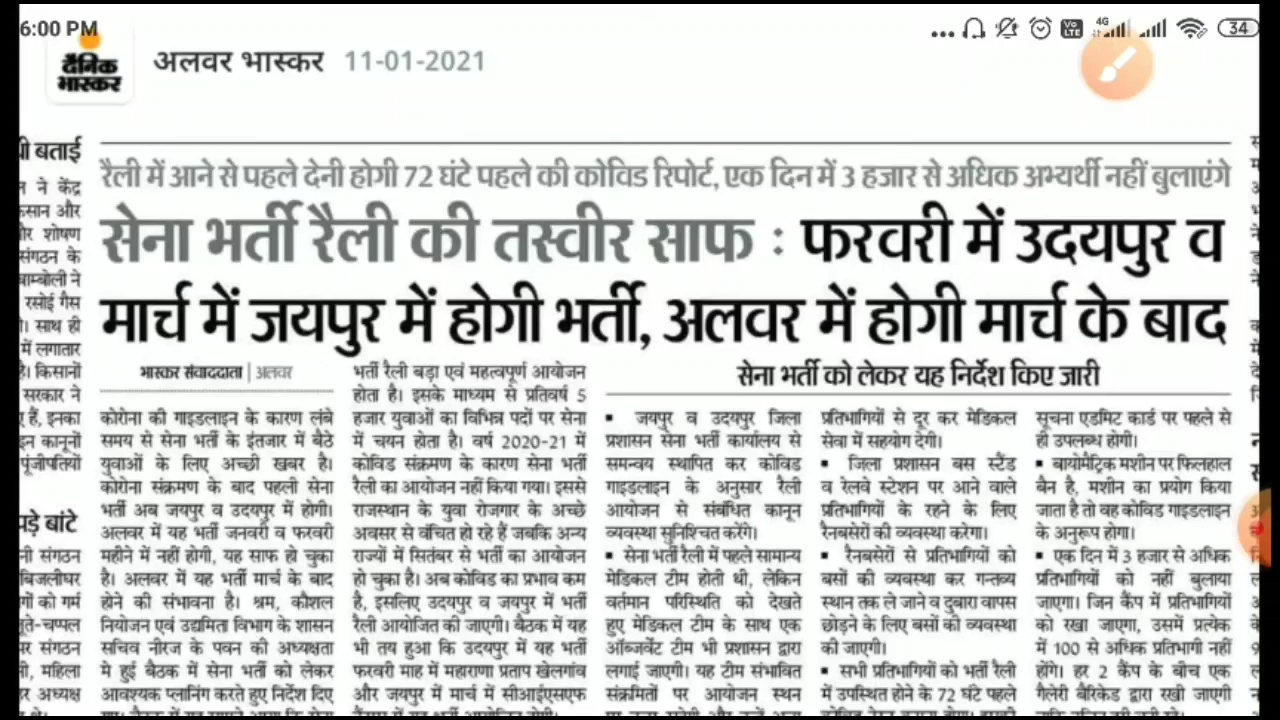 6:00 PM
4G
Vo LTE
34
दैनिक
भास्कर
अलवर भास्कर 11-01-2021
रैली में आने से पहले देनी होगी 72 घंटे पहले की कोविड रिपोर्ट, एक दिन में 3 हजार से अधिक अभ्यर्थी नहीं बुलाएंगे
सेना भर्ती रैली की तस्वीर साफ : फरवरी में उदयपुर व
मार्च में जयपुर में होगी भर्ती, अलवर में होगी मार्च के बाद
भास्कर संवाददाता | अलवर
कोरोना की गाइडलाइन के कारण लंबे
समय से सेना भर्ती के इंतजार में बैठे
युवाओं के लिए अच्छी खबर है।
कोरोना संक्रमण के बाद पहली सेना
भर्ती अब जयपुर व उदयपुर में होगी।
अलवर में यह भर्ती जनवरी व फरवरी
महीने में नहीं होगी, यह साफ हो चुका
है। अलवर में यह भर्ती मार्च के बाद
होने की संभावना है। श्रम, कौशल
नियोजन एवं उद्यमिता विभाग के शासन
सचिव नीरज के पवन की अध्यक्षता
मे हुई बैठक में सेना भर्ती को लेकर
आवश्यक प्लानिंग करते हुए निर्देश दिए
भर्ती रैली बड़ा एवं महत्वपूर्ण आयोजन
होता है। इसके माध्यम से प्रतिवर्ष 5
हजार युवाओं का विभिन्न पदों पर सेना
में चयन होता है। वर्ष 2020-21 में
कोविड संक्रमण के कारण सेना भर्ती
रैली का आयोजन नहीं किया गया। इससे
राजस्थान के युवा रोजगार के अच्छे
अवसर से वंचित हो रहे हैं जबकि अन्य
राज्यों में सितंबर से भर्ती का आयोजन
हो चुका है। अब कोविड का प्रभाव कम
है, इसलिए उदयपुर व जयपुर में भर्ती
रैली आयोजित की जाएगी। बैठक में यह
भी तय हुआ कि उदयपुर में यह भर्ती
फरवरी माह में महाराणा प्रताप खेलगांव
और जयपुर में मार्च में सीआईएसएफ
सेना भर्ती को लेकर यह निर्देश किए जारी
▪ जयपुर व उदयपुर जिला
प्रशासन सेना भर्ती कार्यालय से
समन्वय स्थापित कर कोविड
गाइडलाइन के अनुसार रैली
आयोजन से संबंधित कानून
व्यवस्था सुनिश्चित करेंगे।
▪ सेना भर्ती रैली में पहले सामान्य
मेडिकल टीम होती थी, लेकिन
वर्तमान परिस्थिति को देखते
हुए मेडिकल टीम के साथ एक
ऑब्जर्वेट टीम भी प्रशासन द्वारा
लगाई जाएगी। यह टीम संभावित
संक्रमितों पर आयोजन स्थन
प्रतिभागियों से दूर कर मेडिकल
सेवा में सहयोग देगी।
▪ जिला प्रशासन बस स्टैंड
व रेलवे स्टेशन पर आने वाले
प्रतिभागियों के रहने के लिए
रैनबसेरों की व्यवस्था करेगा।
▪ रैनबसेरों से प्रतिभागियों को
बसों की व्यवस्था कर गन्तव्य
स्थान तक ले जाने व दुबारा वापस
छोड़ने के लिए बसों की व्यवस्था
की जाएगी।
▪ सभी प्रतिभागियों को भर्ती रैली
में उपस्थित होने के 72 घंटे पहले
सूचना एडमिट कार्ड पर पहले से
ही उपलब्ध होगी।
▪ बायोमैट्रिक मशीन पर फिलहाल
बैन है, मशीन का प्रयोग किया
जाता है तो वह कोविड गाइडलाइन
के अनुरूप होगा।
▪ एक दिन में 3 हजार से अधिक
प्रतिभागियों को नहीं बुलाया
जाएगा। जिन कैंप में प्रतिभागियों
को रखा जाएगा, उसमें प्रत्येक
में 100 से अधिक प्रतिभागी नहीं
होंगे। हर 2 कैंप के बीच एक
गैलेरी बैरिकेड द्वारा रखी जाएगी